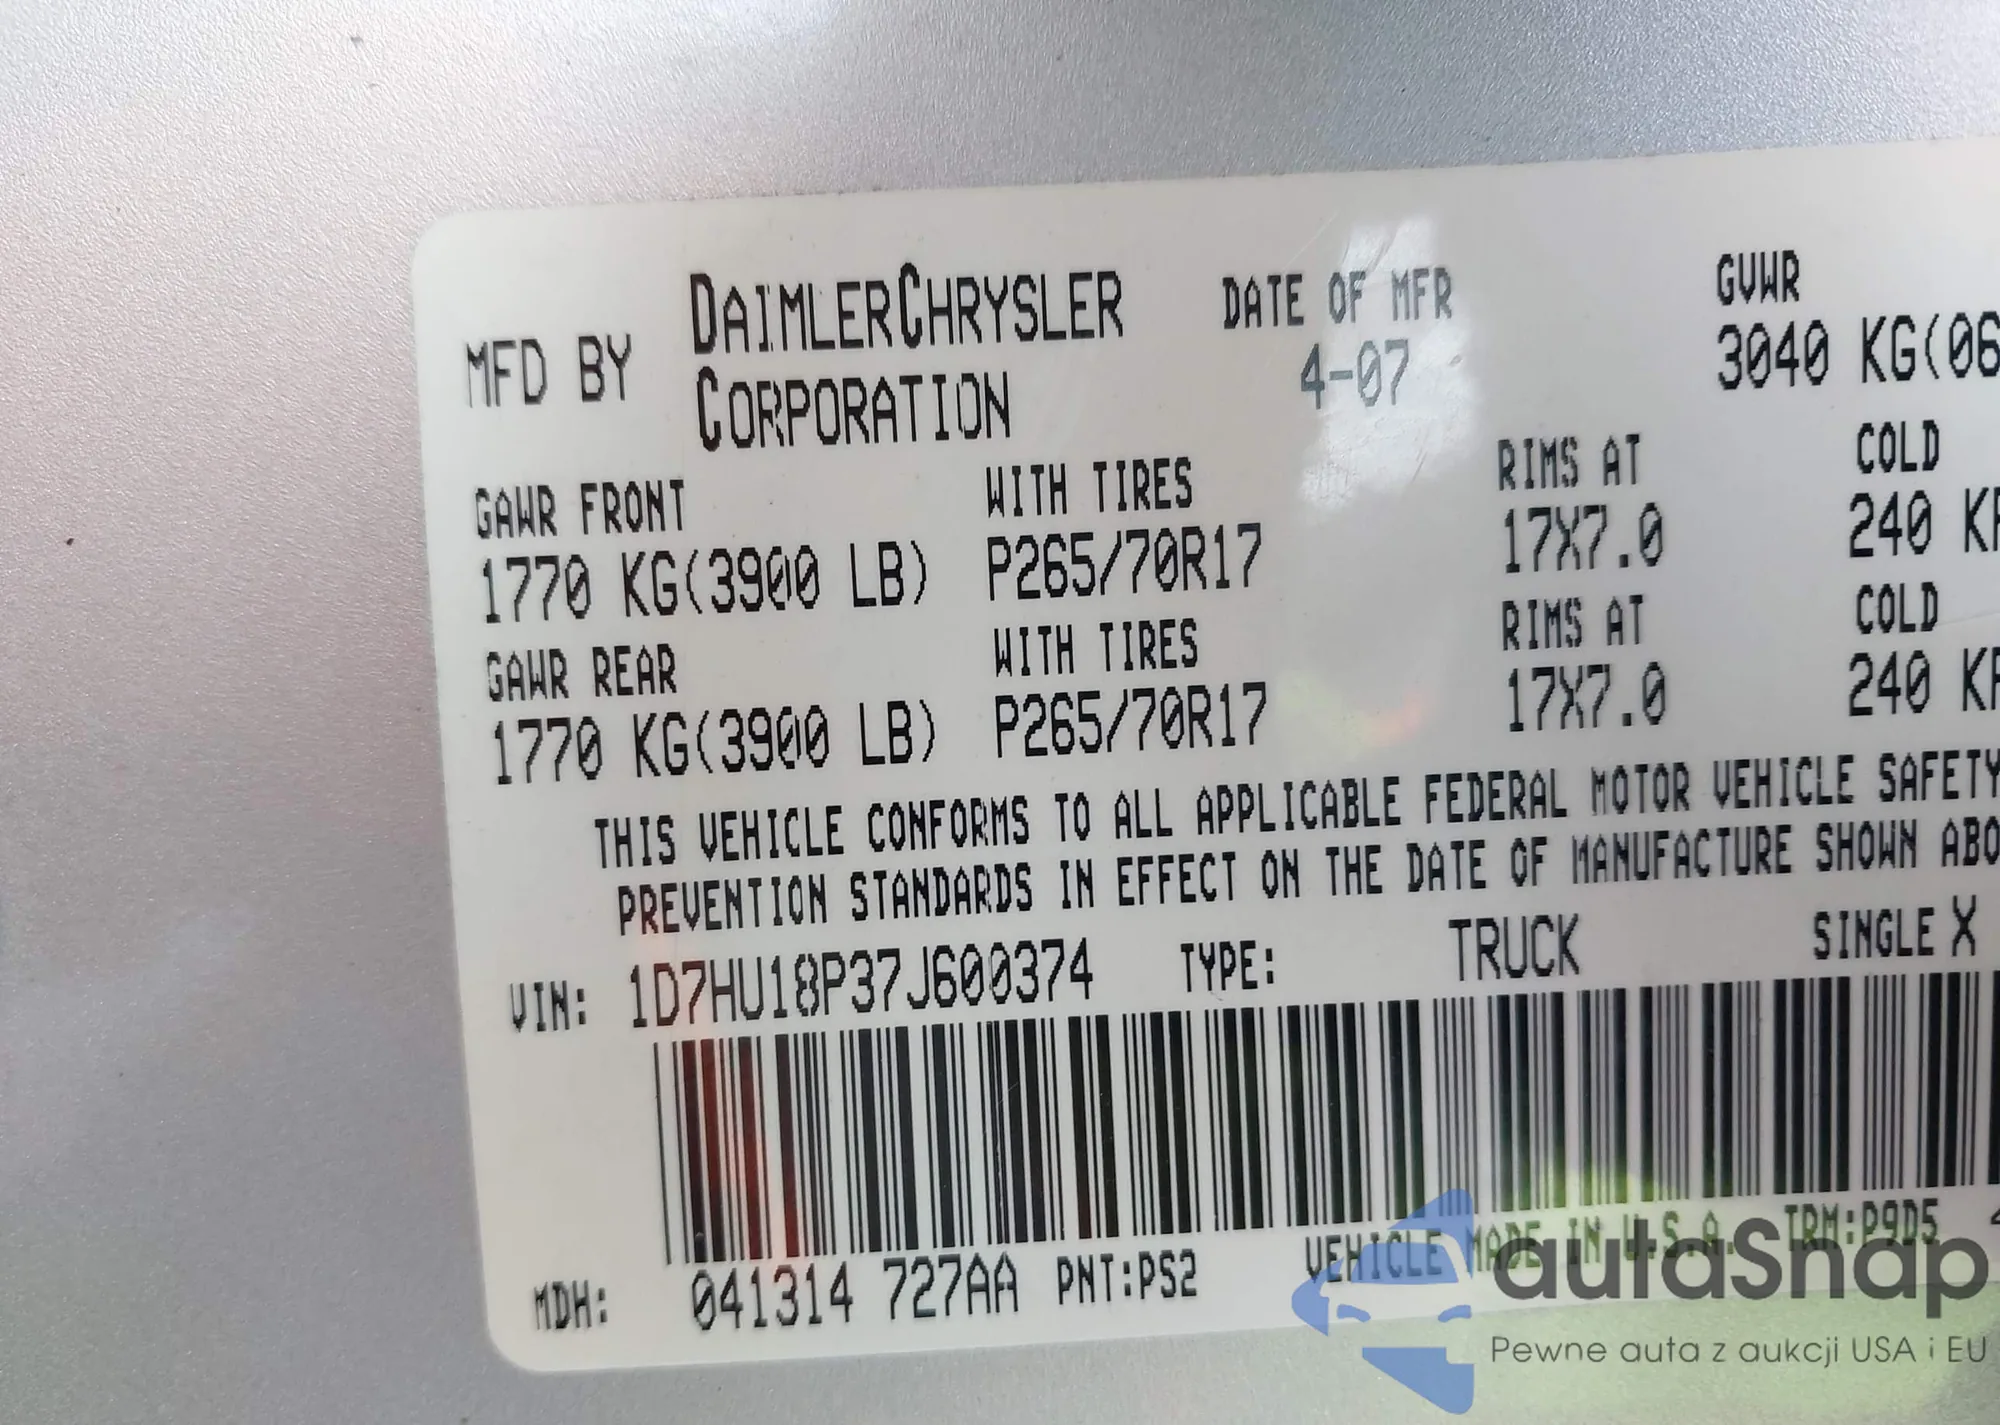 MFD BY DAIMLERCHRYSLER CORPORATION
DATE OF MFR
4-07
GVWR
3040 KG(06
GAWR FRONT WITH TIRES RIMS AT COLD
1770 KG(3900 LB) P265/70R17 17X7.0 240 KP
GAWR REAR WITH TIRES RIMS AT COLD
1770 KG(3900 LB) P265/70R17 17X7.0 240 KP
THIS VEHICLE CONFORMS TO ALL APPLICABLE FEDERAL MOTOR VEHICLE SAFETY
PREVENTION STANDARDS IN EFFECT ON THE DATE OF MANUFACTURE SHOWN ABO
VIN: 1D7HU18P37J600374 TYPE: TRUCK SINGLE X
VEHICLE MADE IN U.S.A. TRM:P9D5 4
MDH: 041314 727AA PNT:PS2
autaSnap
Pewne auta z aukcji USA i EU